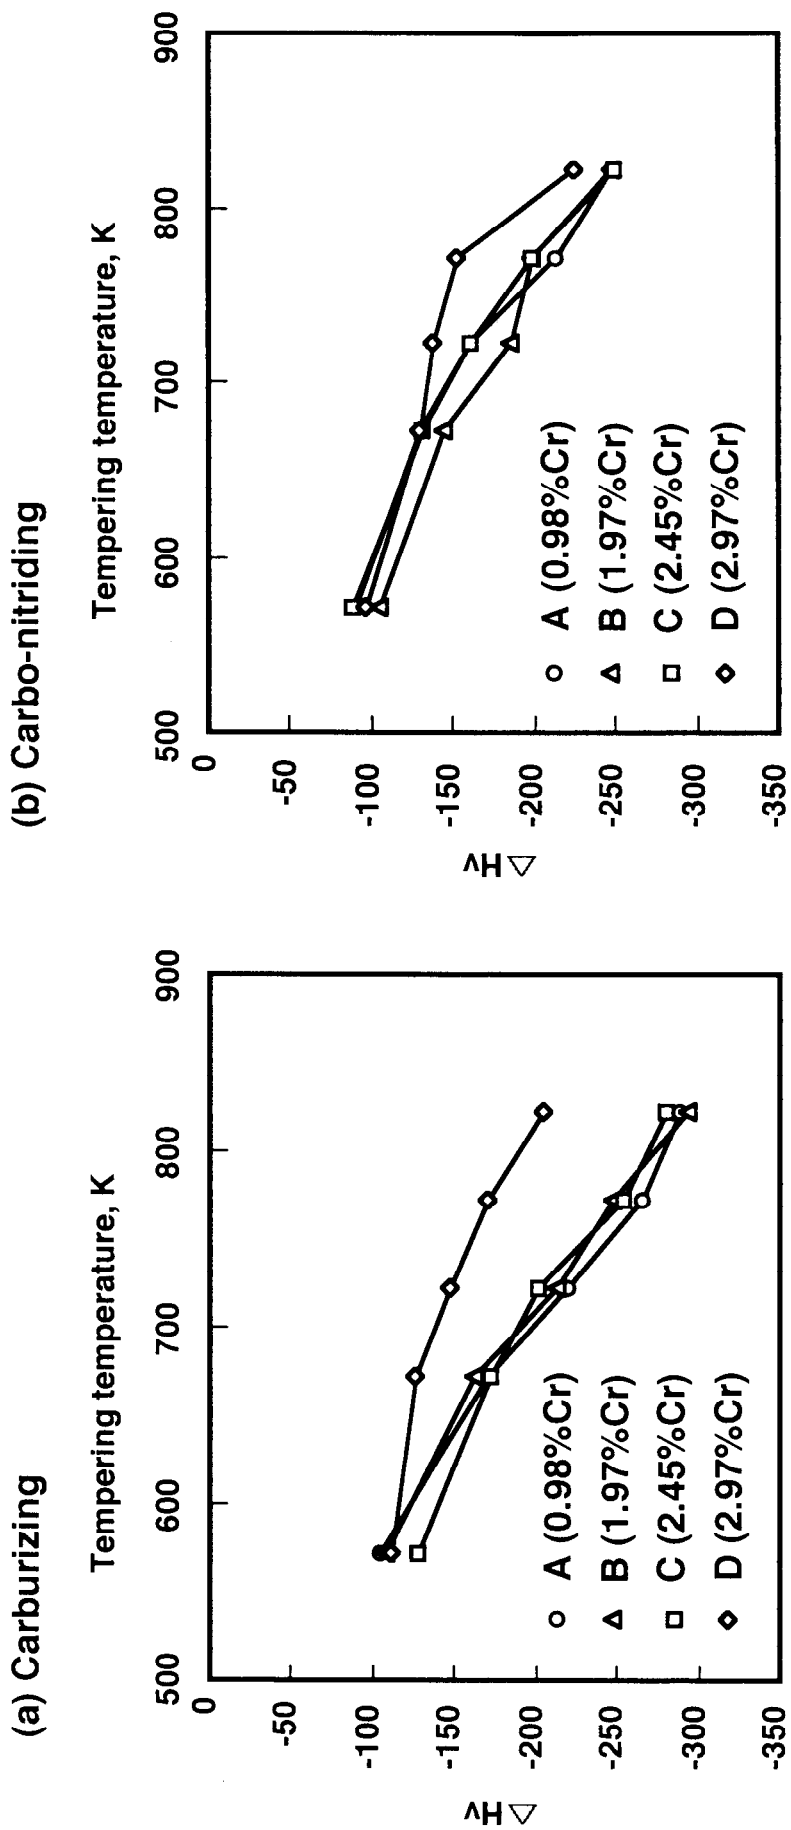 (a) Carburizing
Tempering temperature, K
500 600 700 800 900
0
-50
-100
-150
-200
-250
-300
-350
△ Hv
A (0.98%Cr)
B (1.97%Cr)
C (2.45%Cr)
D (2.97%Cr)
(b) Carbo-nitriding
Tempering temperature, K
500 600 700 800 900
0
-50
-100
-150
-200
-250
-300
-350
△ Hv
A (0.98%Cr)
B (1.97%Cr)
C (2.45%Cr)
D (2.97%Cr)